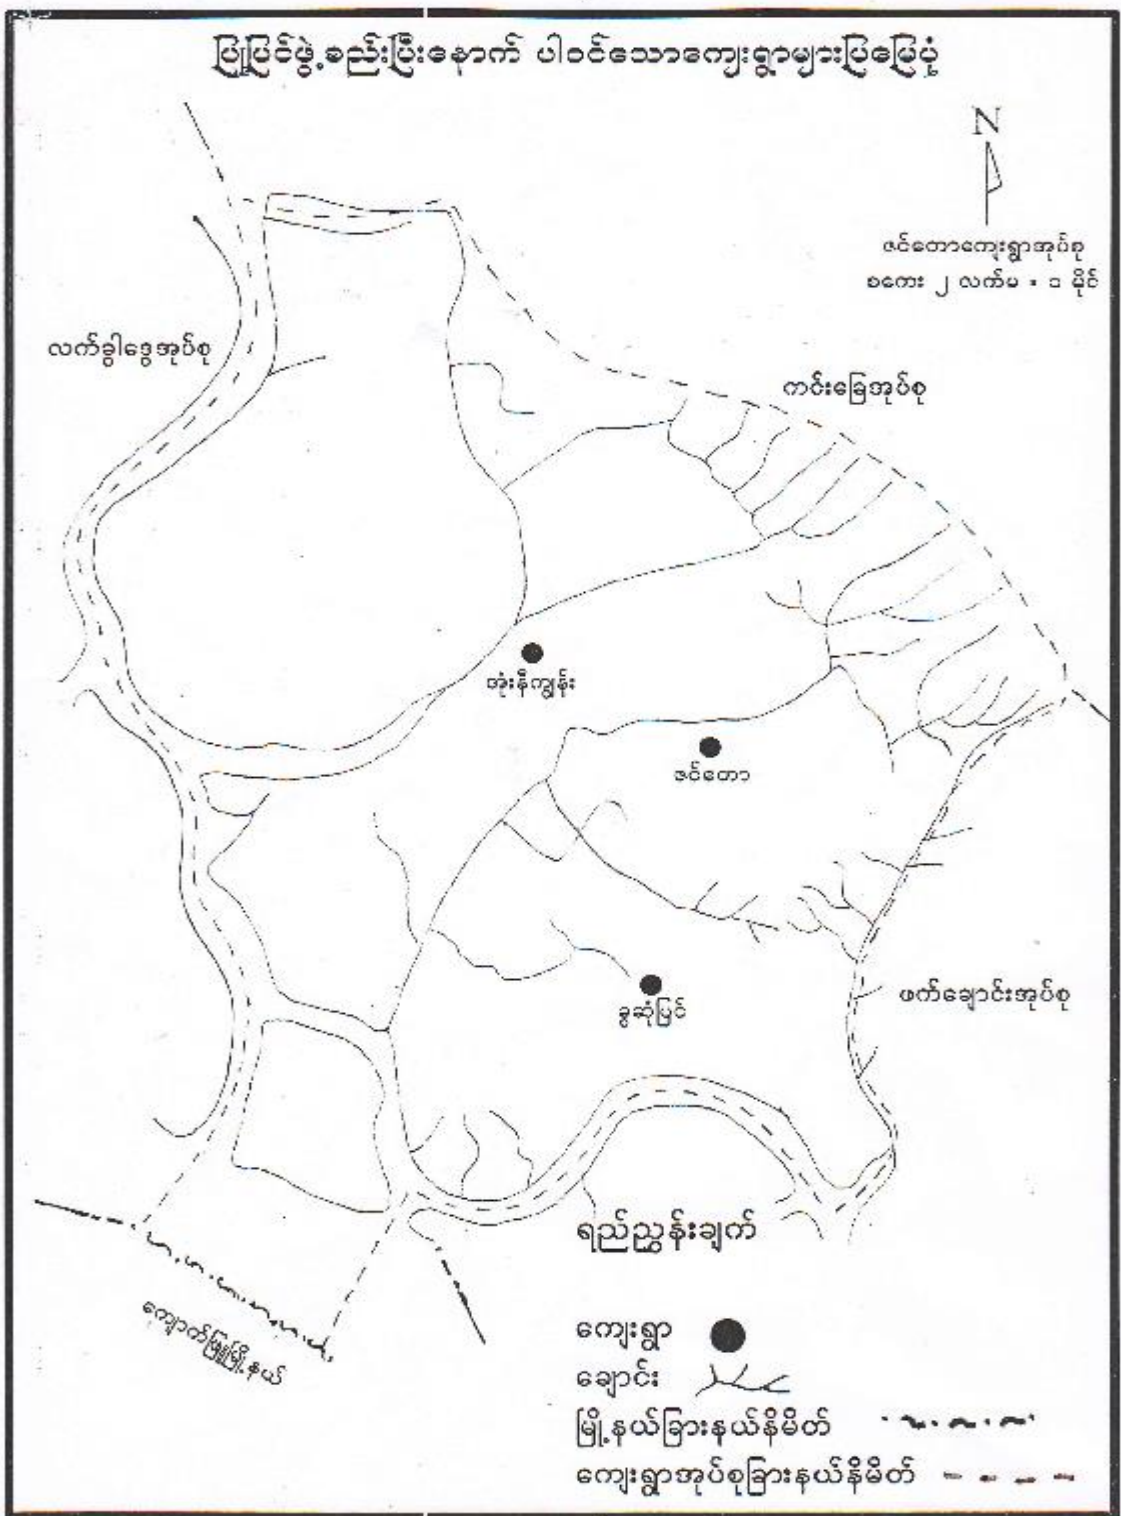 ပြုပြင်ဖွဲ့စည်းပြီးနောက် ပါဝင်သောကျေးရွာများပြမြေပုံ
N
ဇင်တောကျေးရွာအုပ်စု
စကေး ၂ လက်မ = ၁ မိုင်
လက်ခွါဒွေအုပ်စု
ကင်းခြေအုပ်စု
အုံးနီကျွန်း
ဇင်တော
ဖက်ချောင်းအုပ်စု
ခွဆုံပြင်
ရည်ညွှန်းချက်
ကျောက်ဖြူမြို့နယ်
ကျေးရွာ
ချောင်း
မြို့နယ်ခြားနယ်နိမိတ်
ကျေးရွာအုပ်စုခြားနယ်နိမိတ်